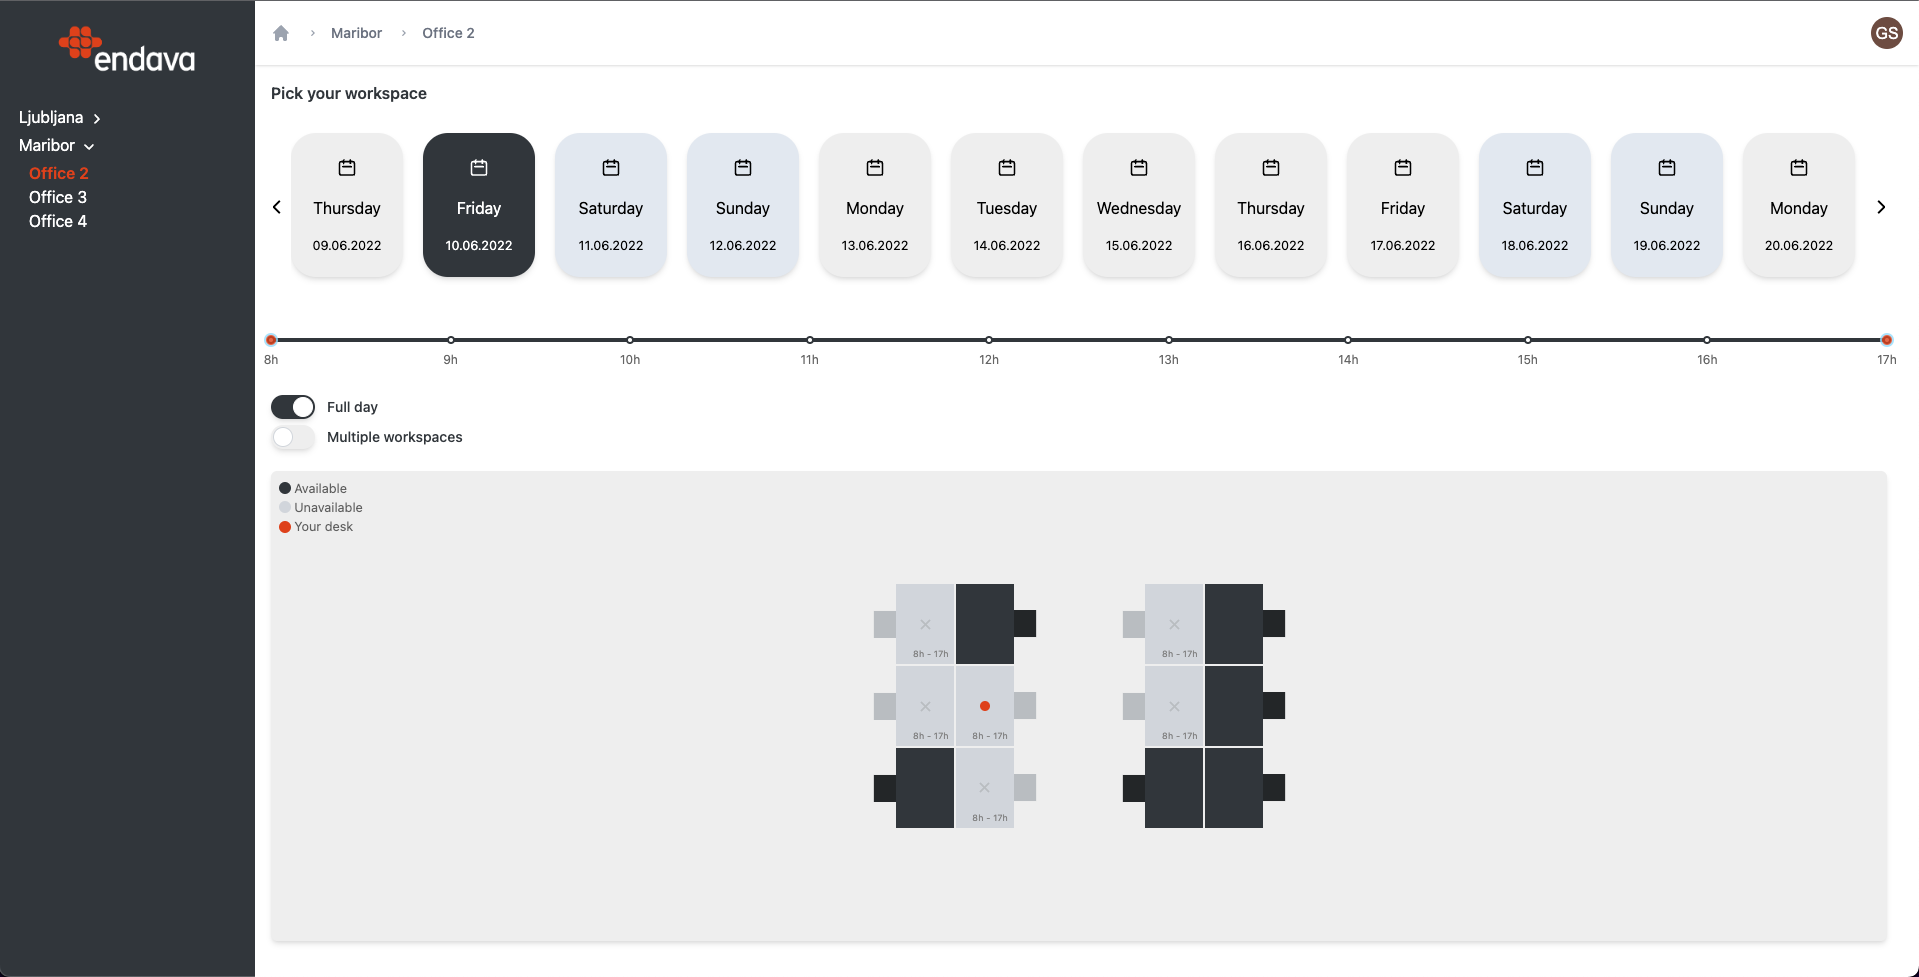 endava
Ljubljana
Maribor
Office 2
Office 3
Office 4
Maribor
Office 2
GS
Pick your workspace
Thursday
09.06.2022
Friday
10.06.2022
Saturday
11.06.2022
Sunday
12.06.2022
Monday
13.06.2022
Tuesday
14.06.2022
Wednesday
15.06.2022
Thursday
16.06.2022
Friday
17.06.2022
Saturday
18.06.2022
Sunday
19.06.2022
Monday
20.06.2022
8h 9h 10h 11h 12h 13h 14h 15h 16h 17h
Full day
Multiple workspaces
Available
Unavailable
Your desk
8h - 17h
8h - 17h
8h - 17h
8h - 17h
8h - 17h
8h - 17h